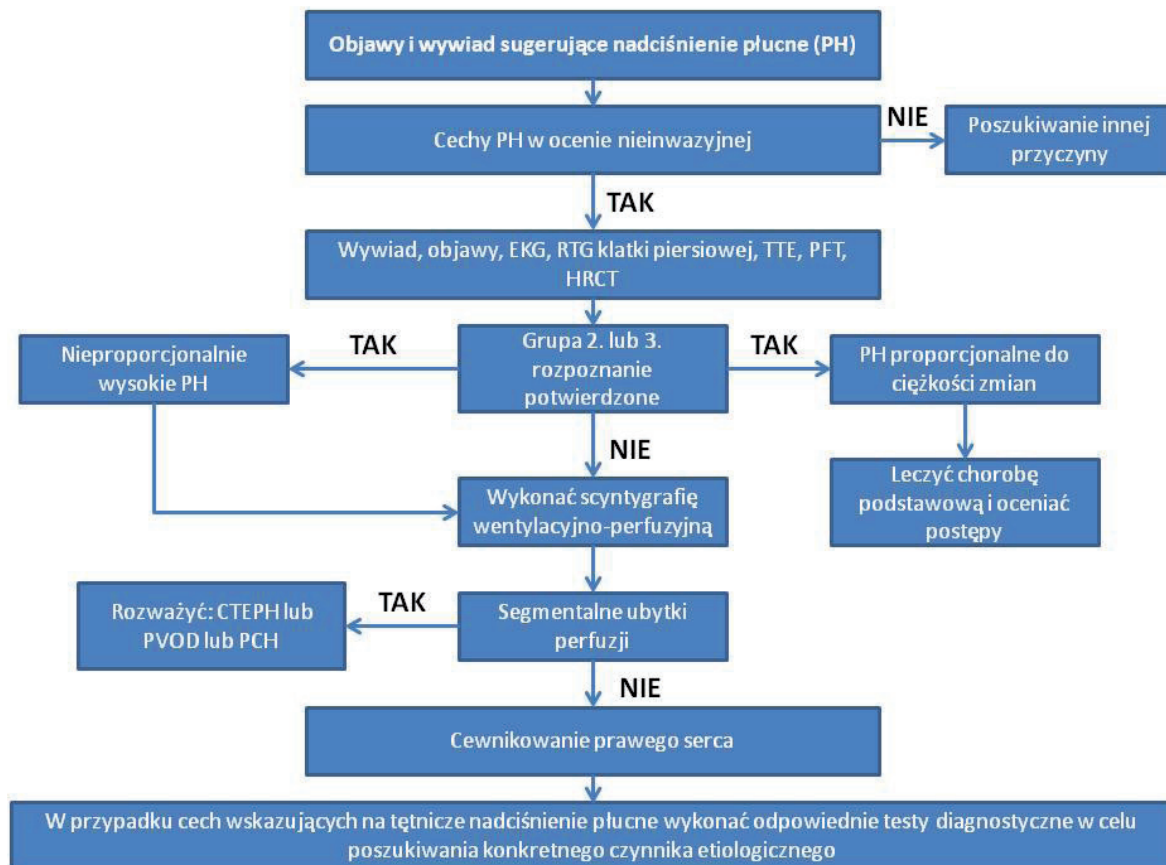 Objawy i wywiad sugerujące nadciśnienie płucne (PH)
Cechy PH w ocenie nieinwazyjnej
NIE
Poszukiwanie innej
przyczyny
TAK
Wywiad, objawy, EKG, RTG klatki piersiowej, TTE, PFT,
HRCT
Nieproporcjonalnie
wysokie PH
TAK
Grupa 2. lub 3.
rozpoznanie
potwierdzone
TAK
PH proporcjonalne do
ciężkości zmian
NIE
Leczyć chorobę
podstawową i oceniać
postępy
Wykonać scyntygrafię
wentylacyjno-perfuzyjną
Rozważyć: CTEPH lub
PVOD lub PCH
TAK
Segmentalne ubytki
perfuzji
NIE
Cewnikowanie prawego serca
W przypadku cech wskazujących na tętnicze nadciśnienie płucne wykonać odpowiednie testy diagnostyczne w celu
poszukiwania konkretnego czynnika etiologicznego